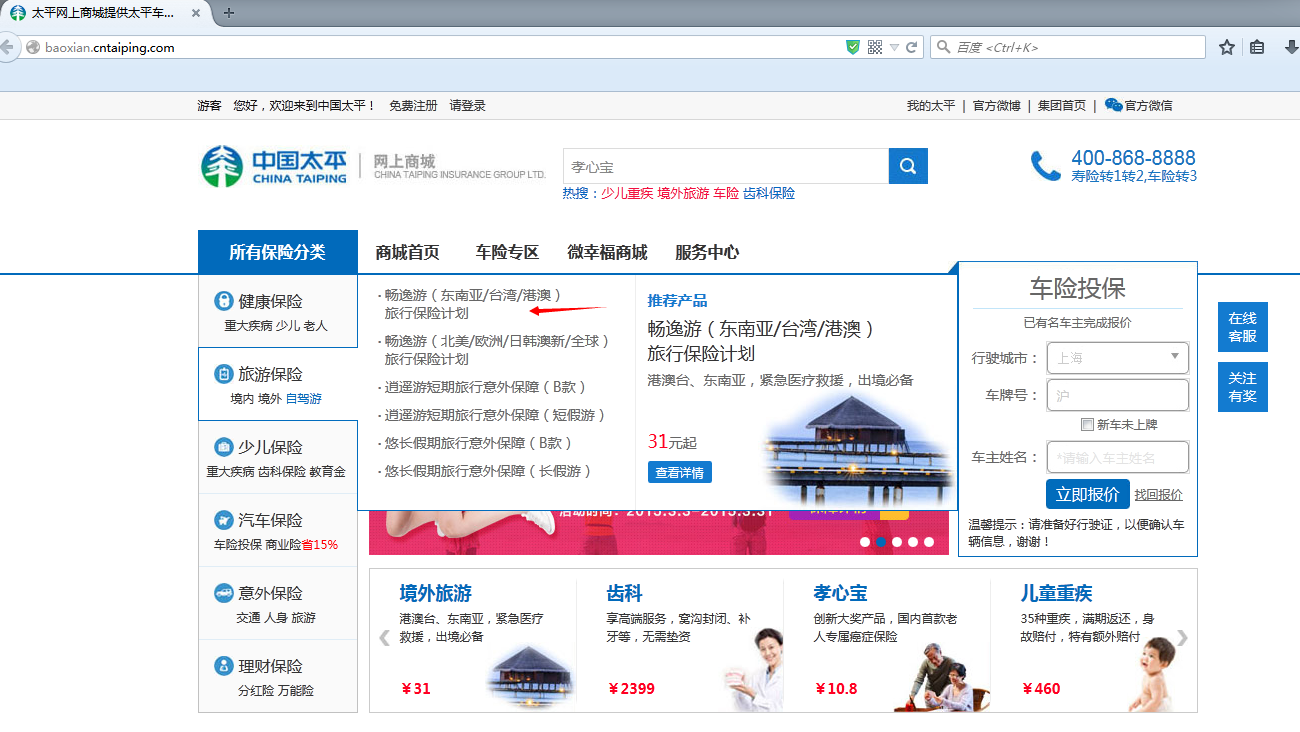 太平网上商城提供太平车...
baoxian.cntaiping.com
百度 <Ctrl+K>
游客 您好，欢迎来到中国太平！ 免费注册 请登录
我的太平 | 官方微博 | 集团首页 | 官方微信
中国太平
CHINA TAIPING
网上商城
CHINA TAIPING INSURANCE GROUP LTD.
孝心宝
热搜：少儿重疾 境外旅游 车险 齿科保险
400-868-8888
寿险转1转2,车险转3
所有保险分类 商城首页 车险专区 微幸福商城 服务中心
健康保险
重大疾病 少儿 老人
旅游保险
境内 境外 自驾游
少儿保险
重大疾病 齿科保险 教育金
汽车保险
车险投保 商业险省15%
意外保险
交通 人身 旅游
理财保险
分红险 万能险
· 畅逸游（东南亚/台湾/港澳）
旅行保险计划
· 畅逸游（北美/欧洲/日韩澳新/全球）
旅行保险计划
· 逍遥游短期旅行意外保障（B款）
· 逍遥游短期旅行意外保障（短假游）
· 悠长假期旅行意外保障（B款）
· 悠长假期旅行意外保障（长假游）
推荐产品
畅逸游（东南亚/台湾/港澳）
旅行保险计划
港澳台、东南亚，紧急医疗救援，出境必备
31元起
查看详情
活动时间：2015.3.3-2015.3.31
车险投保
已有名车主完成报价
行驶城市： 上海
车牌号： 沪
新车未上牌
车主姓名： *请输入车主姓名
立即报价 找回报价
温馨提示：请准备好行驶证，以便确认车
辆信息，谢谢！
在线
客服
关注
有奖
境外旅游
港澳台、东南亚，紧急医疗
救援，出境必备
￥31
齿科
享高端服务，窝沟封闭、补
牙等，无需垫资
￥2399
孝心宝
创新大奖产品，国内首款老
人专属癌症保险
￥10.8
儿童重疾
35种重疾，满期返还，身
故赔付，特有额外赔付
￥460